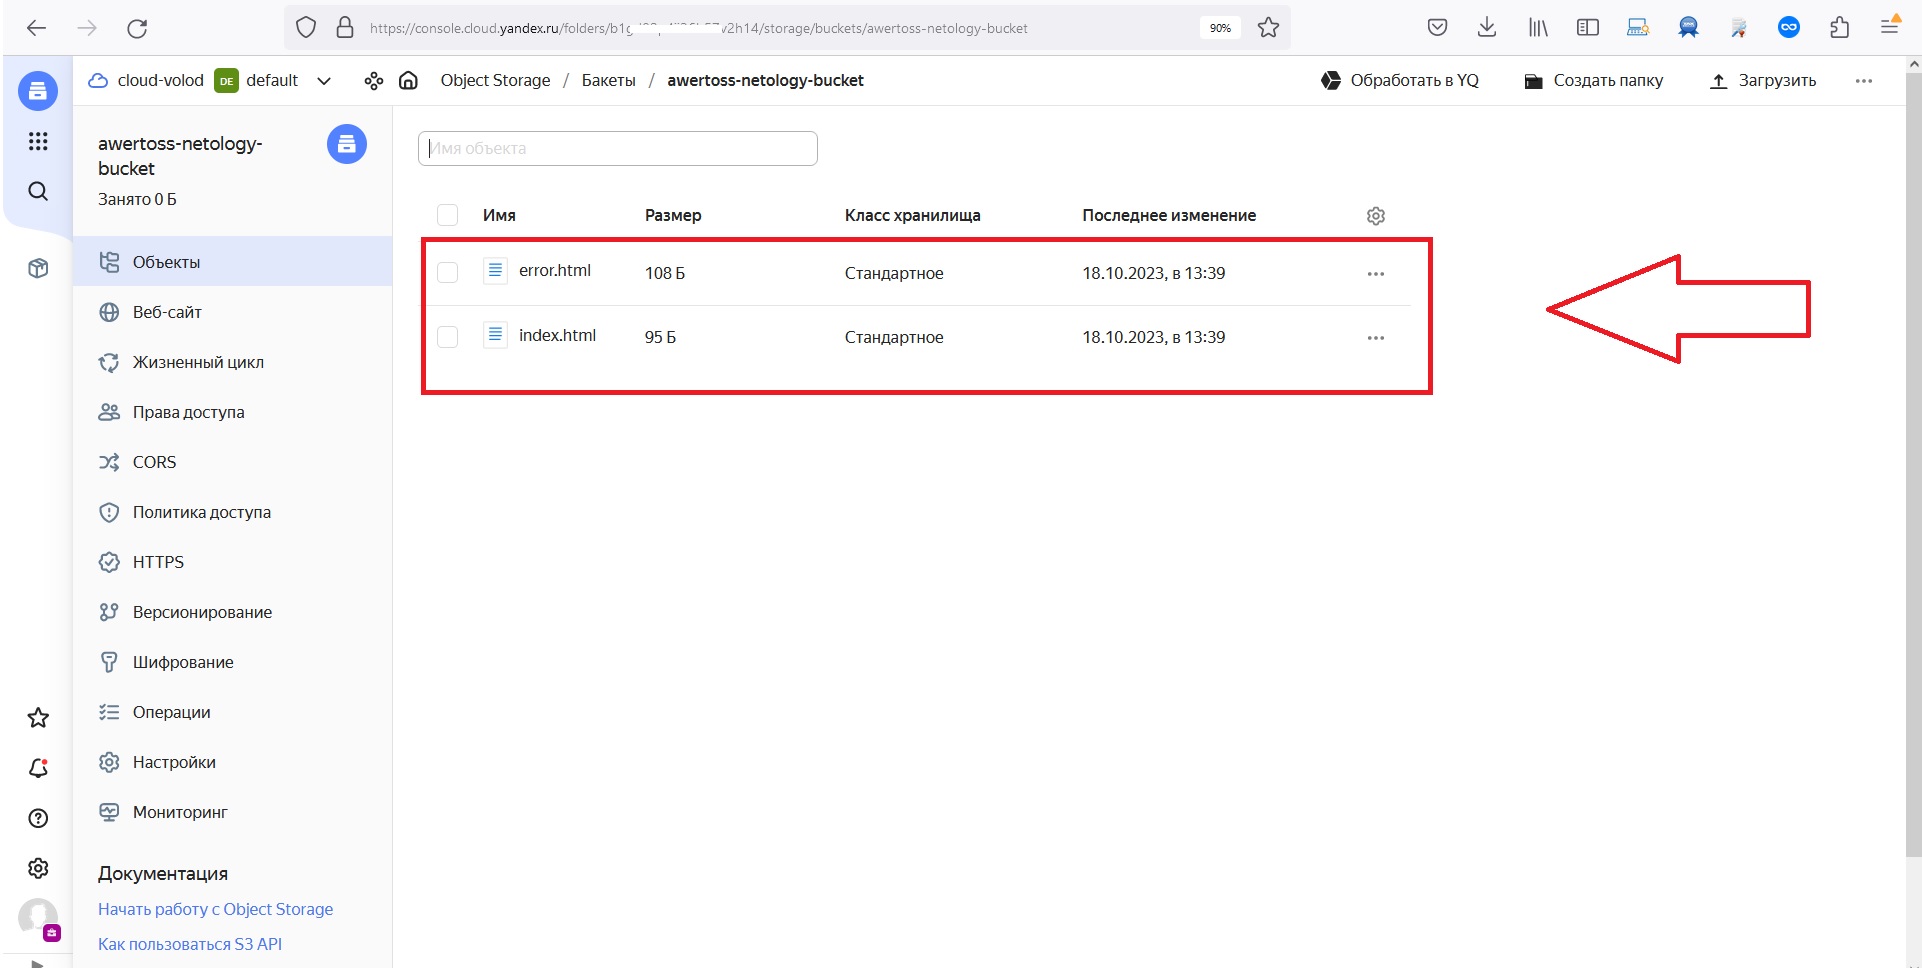 https://console.cloud.yandex.ru/folders/b1g v2h14/storage/buckets/awertoss-netology-bucket
90%
cloud-volod DE default
Object Storage / Бакеты / awertoss-netology-bucket
Обработать в YQ
Создать папку
Загрузить
awertoss-netology-
bucket
Занято 0 Б
Объекты
Веб-сайт
Жизненный цикл
Права доступа
CORS
Политика доступа
HTTPS
Версионирование
Шифрование
Операции
Настройки
Мониторинг
Документация
Начать работу с Object Storage
Как пользоваться S3 API
Имя объекта
Имя Размер Класс хранилища Последнее изменение
error.html 108 Б Стандартное 18.10.2023, в 13:39
index.html 95 Б Стандартное 18.10.2023, в 13:39